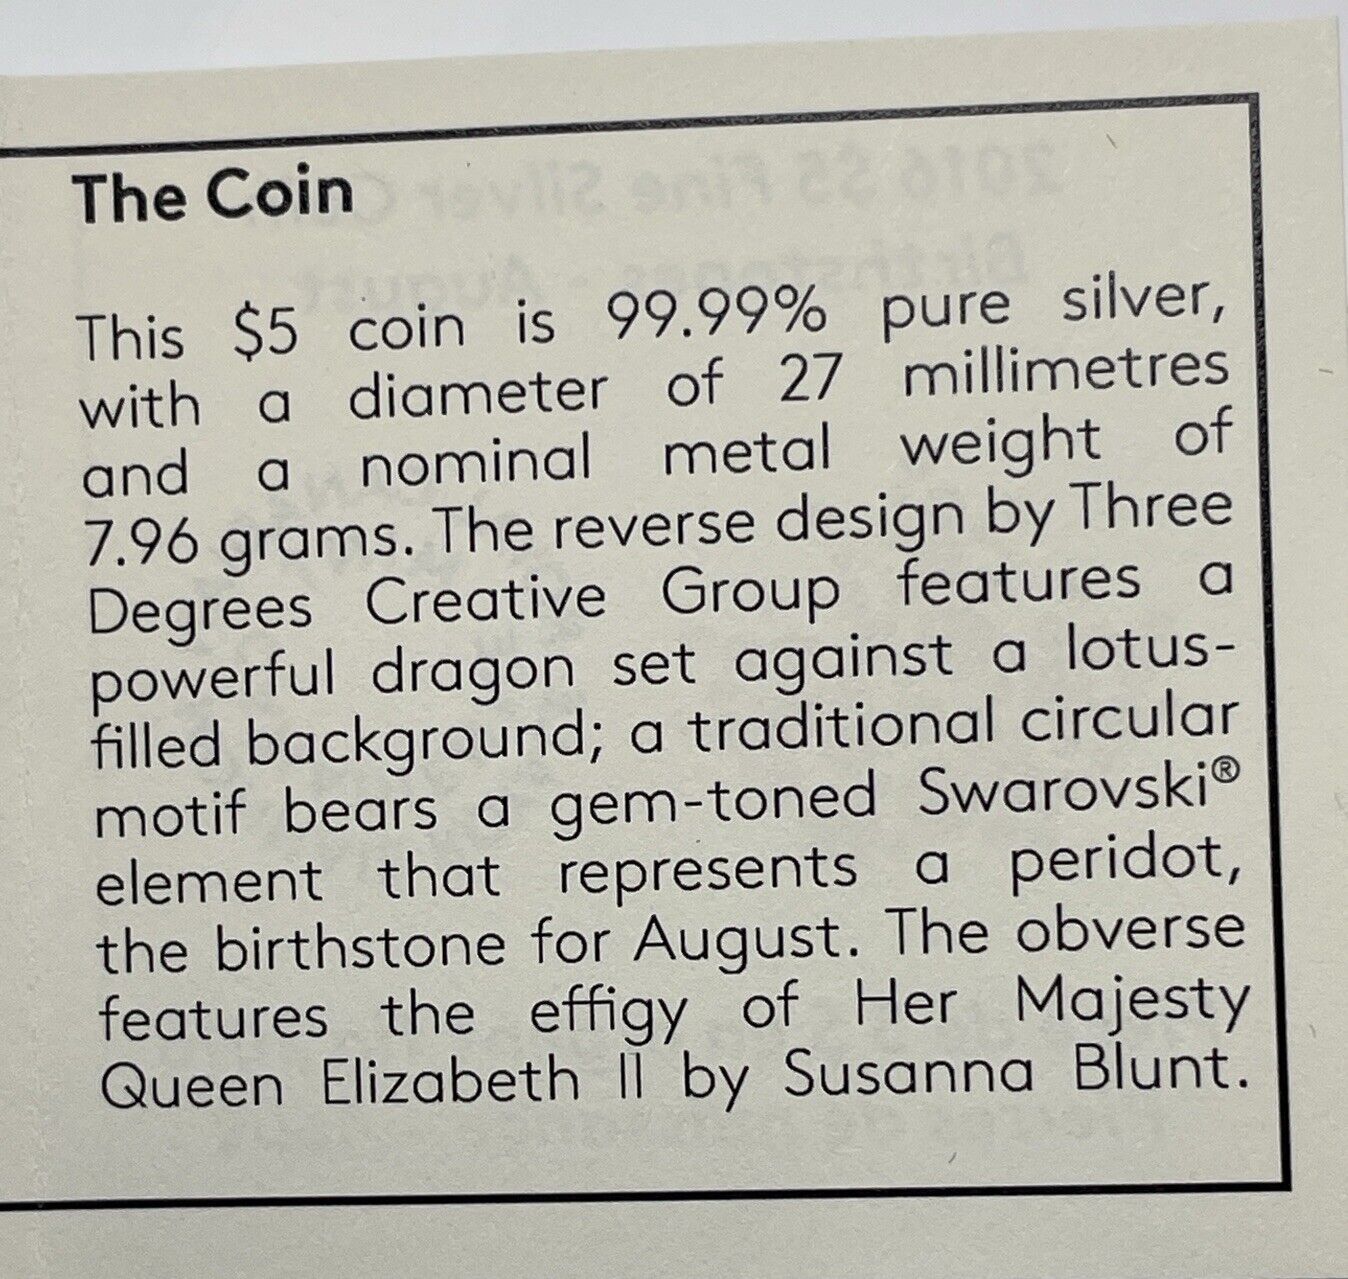 The Coin
This $5 coin is 99.99% pure silver,
with a diameter of 27 millimetres
and a nominal metal weight of
7.96 grams. The reverse design by Three
Degrees Creative Group features a
powerful dragon set against a lotus-
filled background; a traditional circular
motif bears a gem-toned Swarovski®
element that represents a peridot,
the birthstone for August. The obverse
features the effigy of Her Majesty
Queen Elizabeth II by Susanna Blunt.